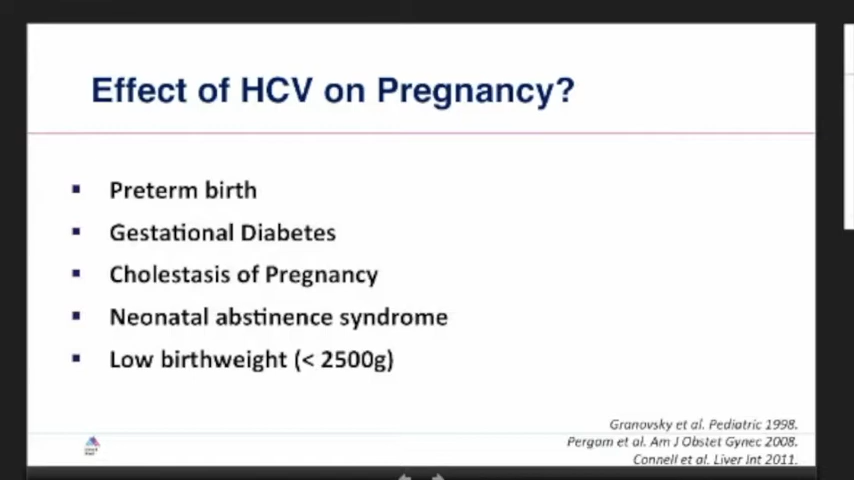 Effect of HCV on Pregnancy?
Preterm birth
Gestational Diabetes
Cholestasis of Pregnancy
Neonatal abstinence syndrome
Low birthweight (< 2500g)
Granovsky et al. Pediatric 1998.
Pergam et al. Am J Obstet Gynec 2008.
Connell et al. Liver Int 2011.